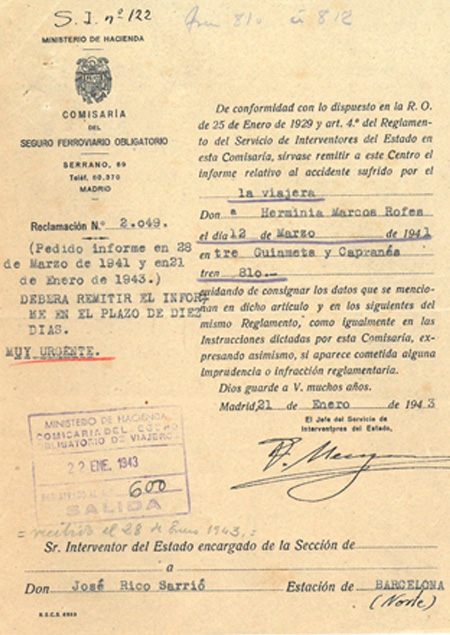 S. I. nº 122
810 á 812
MINISTERIO DE HACIENDA
COMISARÍA
DEL
SEGURO FERROVIARIO OBLIGATORIO
SERRANO, 69
Teléf. 60.370
MADRID
Reclamación N.º 2.049.
(Pedido informe en 28
de Marzo de 1941 y en21
de Enero de 1943.)
DEBERA REMITIR EL INFOR-
ME EN EL PLAZO DE DIEZ
DIAS.
MUY URGENTE.
De conformidad con lo dispuesto en la R. O.
de 25 de Enero de 1929 y art. 4.º del Reglamen-
to del Servicio de Interventores del Estado en
esta Comisaría, sírvase remitir a este Centro el
informe relativo al accidente sufrido por el
la viajera
Don a Herminia Marcos Rofes
el día 12 de Marzo de 1941
en tre Guiamets y Capranés
tren 810.
cuidando de consignar los datos que se mencio-
nan en dicho artículo y en los siguientes del
mismo Reglamento, como igualmente en las
Instrucciones dictadas por esta Comisaría, ex-
presando asimismo, si aparece cometida alguna
imprudencia o infracción reglamentaria.
Dios guarde a V. muchos años.
Madrid, 21 de Enero de 1943
El Jefe del Servicio de
Interventores del Estado,
MINISTERIO DE HACIENDA
COMISARIA DEL SEGURO
OBLIGATORIO DE VIAJEROS
22 ENE. 1943
REGISTRADO AL N.º 600
SALIDA
= recibido el 28 de Enero 1943. =
Sr. Interventor del Estado encargado de la Sección de
a
Don José Rico Sarrió Estación de BARCELONA
(Norte)